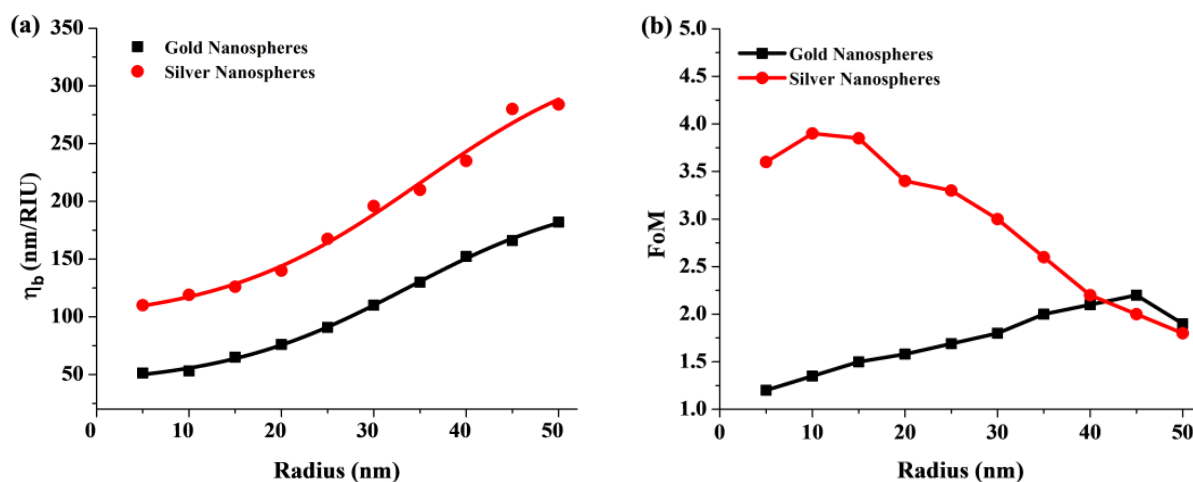 (a)
350
300
250
200
150
100
50
0
10
20
30
40
50
ηb (nm/RIU)
Radius (nm)
Gold Nanospheres
Silver Nanospheres
(b)
5.0
4.5
4.0
3.5
3.0
2.5
2.0
1.5
1.0
0
10
20
30
40
50
FoM
Radius (nm)
Gold Nanospheres
Silver Nanospheres